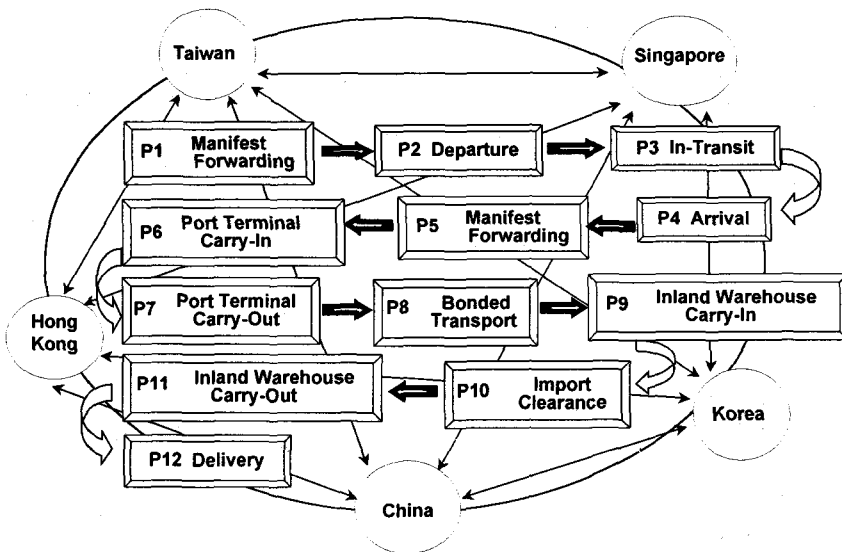 Taiwan
Singapore
P1 Manifest
Forwarding
P2 Departure
P3 In-Transit
P6 Port Terminal
Carry-In
P5 Manifest
Forwarding
P4 Arrival
P7 Port Terminal
Carry-Out
P8 Bonded
Transport
P9 Inland Warehouse
Carry-In
Hong
Kong
P11 Inland Warehouse
Carry-Out
P10 Import
Clearance
Korea
P12 Delivery
China